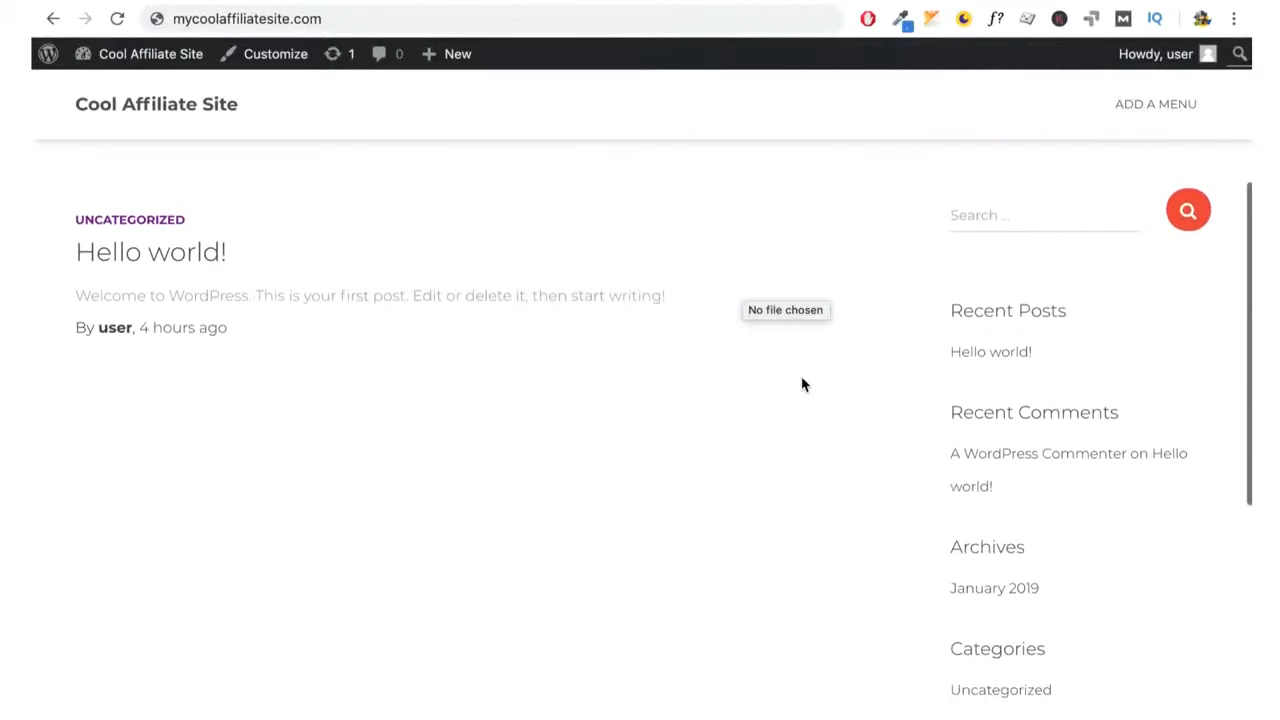 mycoolaffiliatesite.com
f?
M
IQ
Cool Affiliate Site
Customize
1
0
New
Howdy, user
Cool Affiliate Site
ADD A MENU
UNCATEGORIZED
Hello world!
Welcome to WordPress. This is your first post. Edit or delete it, then start writing!
By user, 4 hours ago
No file chosen
Search ...
Recent Posts
Hello world!
Recent Comments
A WordPress Commenter on Hello
world!
Archives
January 2019
Categories
Uncategorized